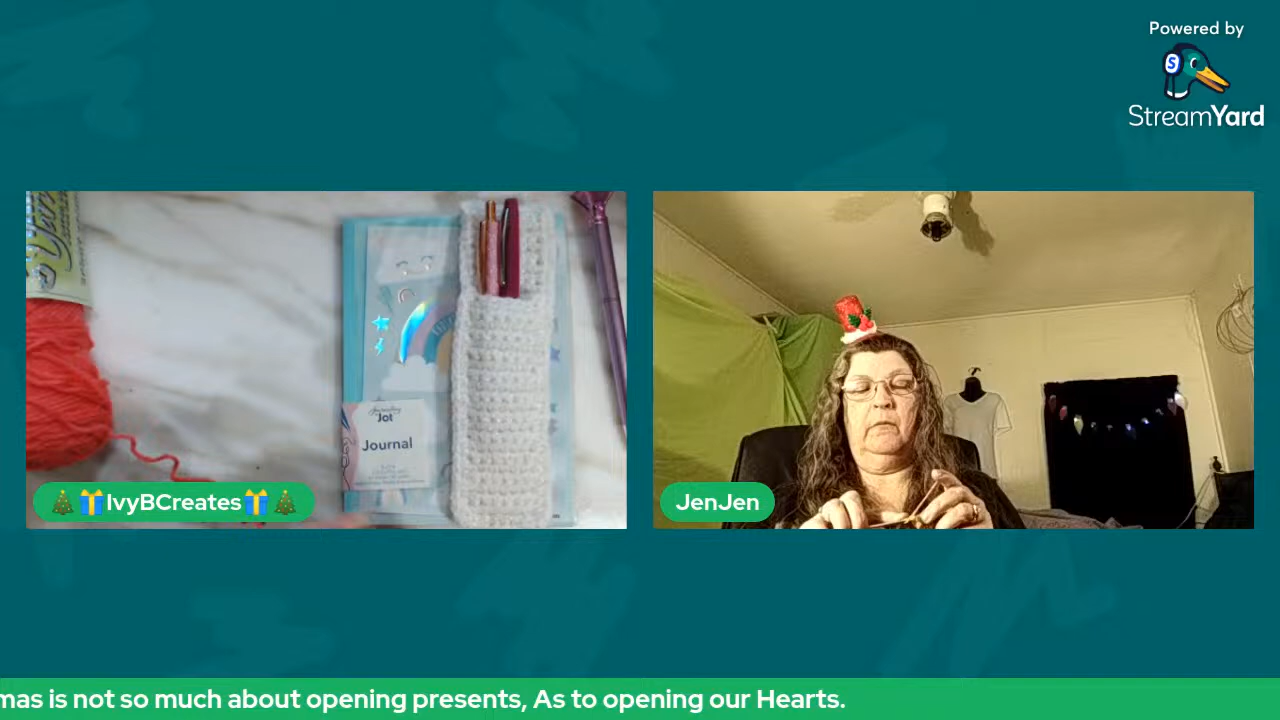 Powered by
StreamYard
Jot
Journal
🎄🎁IvyBCreates🎁🎄
JenJen
mas is not so much about opening presents, As to opening our Hearts.